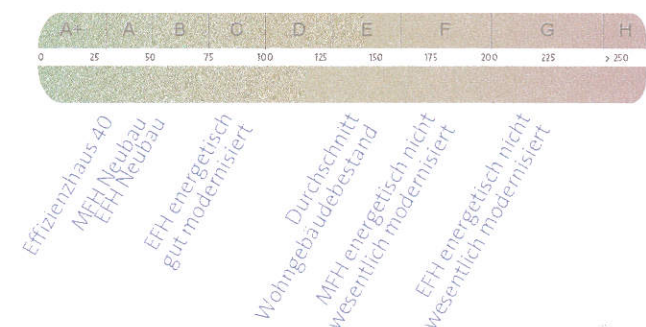 A+ A B C D E F G H
0 25 50 75 100 125 150 175 200 225 > 250
Effizienzhaus 40
MFH Neubau
EFH Neubau
EFH energetisch
gut modernisiert
Durchschnitt
Wohngebäudebestand
MFH energetisch nicht
wesentlich modernisiert
EFH energetisch nicht
wesentlich modernisiert